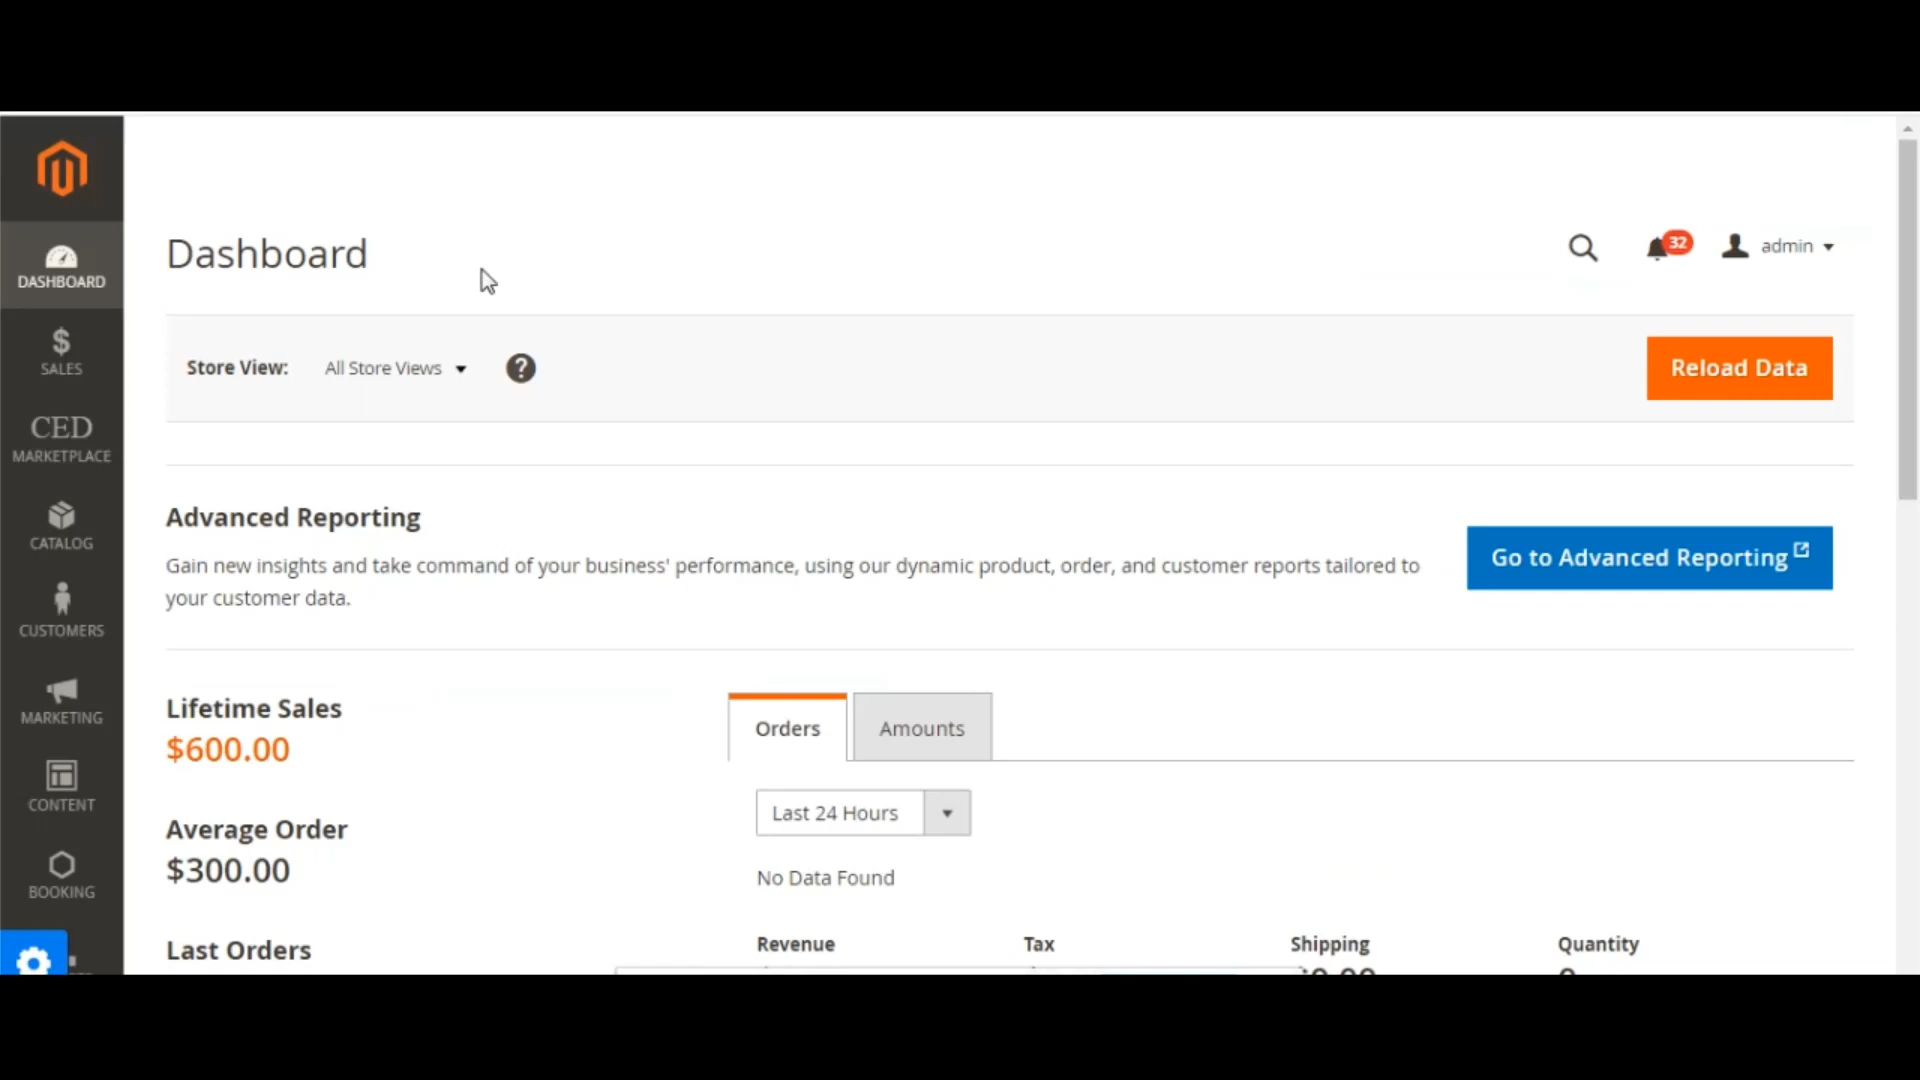 Dashboard
32
admin
DASHBOARD
SALES
CED
MARKETPLACE
CATALOG
CUSTOMERS
MARKETING
CONTENT
BOOKING
Store View: All Store Views ?
Reload Data
Advanced Reporting
Gain new insights and take command of your business' performance, using our dynamic product, order, and customer reports tailored to
your customer data.
Go to Advanced Reporting
Lifetime Sales
$600.00
Average Order
$300.00
Last Orders
Orders Amounts
Last 24 Hours
No Data Found
Revenue Tax Shipping Quantity